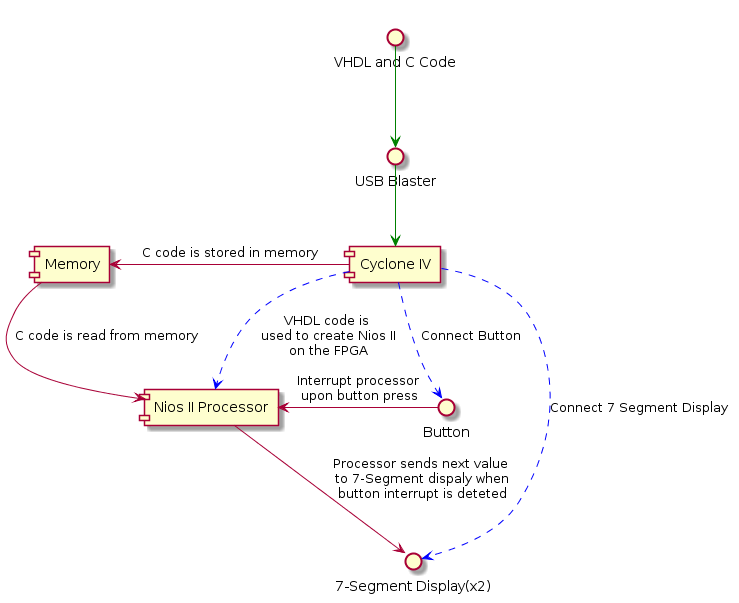 VHDL and C Code
USB Blaster
C code is stored in memory
Memory
Cyclone IV
VHDL code is
used to create Nios II
on the FPGA
Connect Button
C code is read from memory
Interrupt processor
upon button press
Nios II Processor
Connect 7 Segment Display
Button
Processor sends next value
to 7-Segment dispaly when
button interrupt is deteted
7-Segment Display(x2)